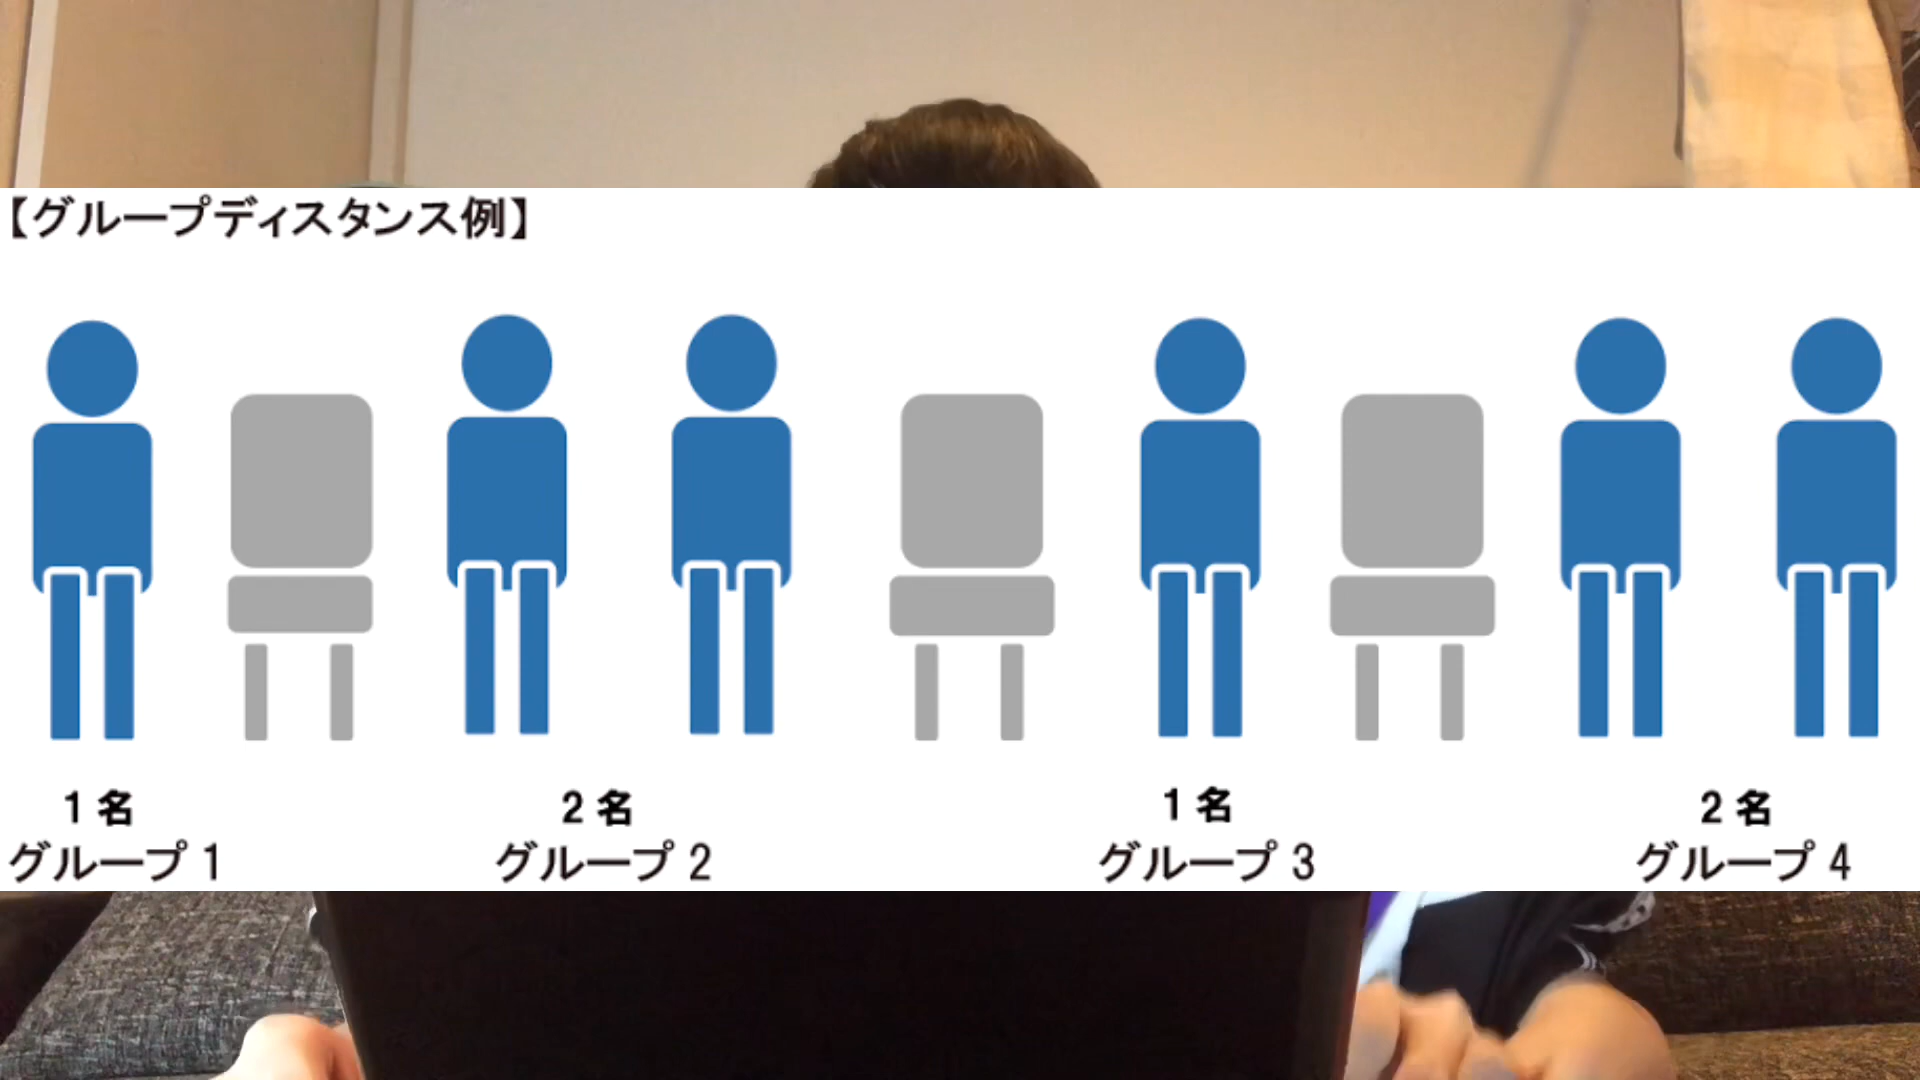 【グループディスタンス例】
1 名
2 名
1 名
2 名
グループ 1
グループ 2
グループ 3
グループ 4